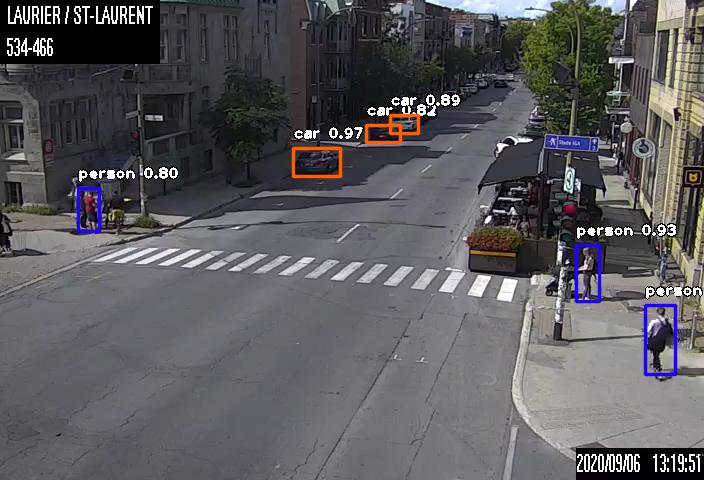 LAURIER / ST-LAURENT
534-466
car 0.89
car 0.82
car 0.97
person 0.80
person 0.93
person
2020/09/06 13:19:51